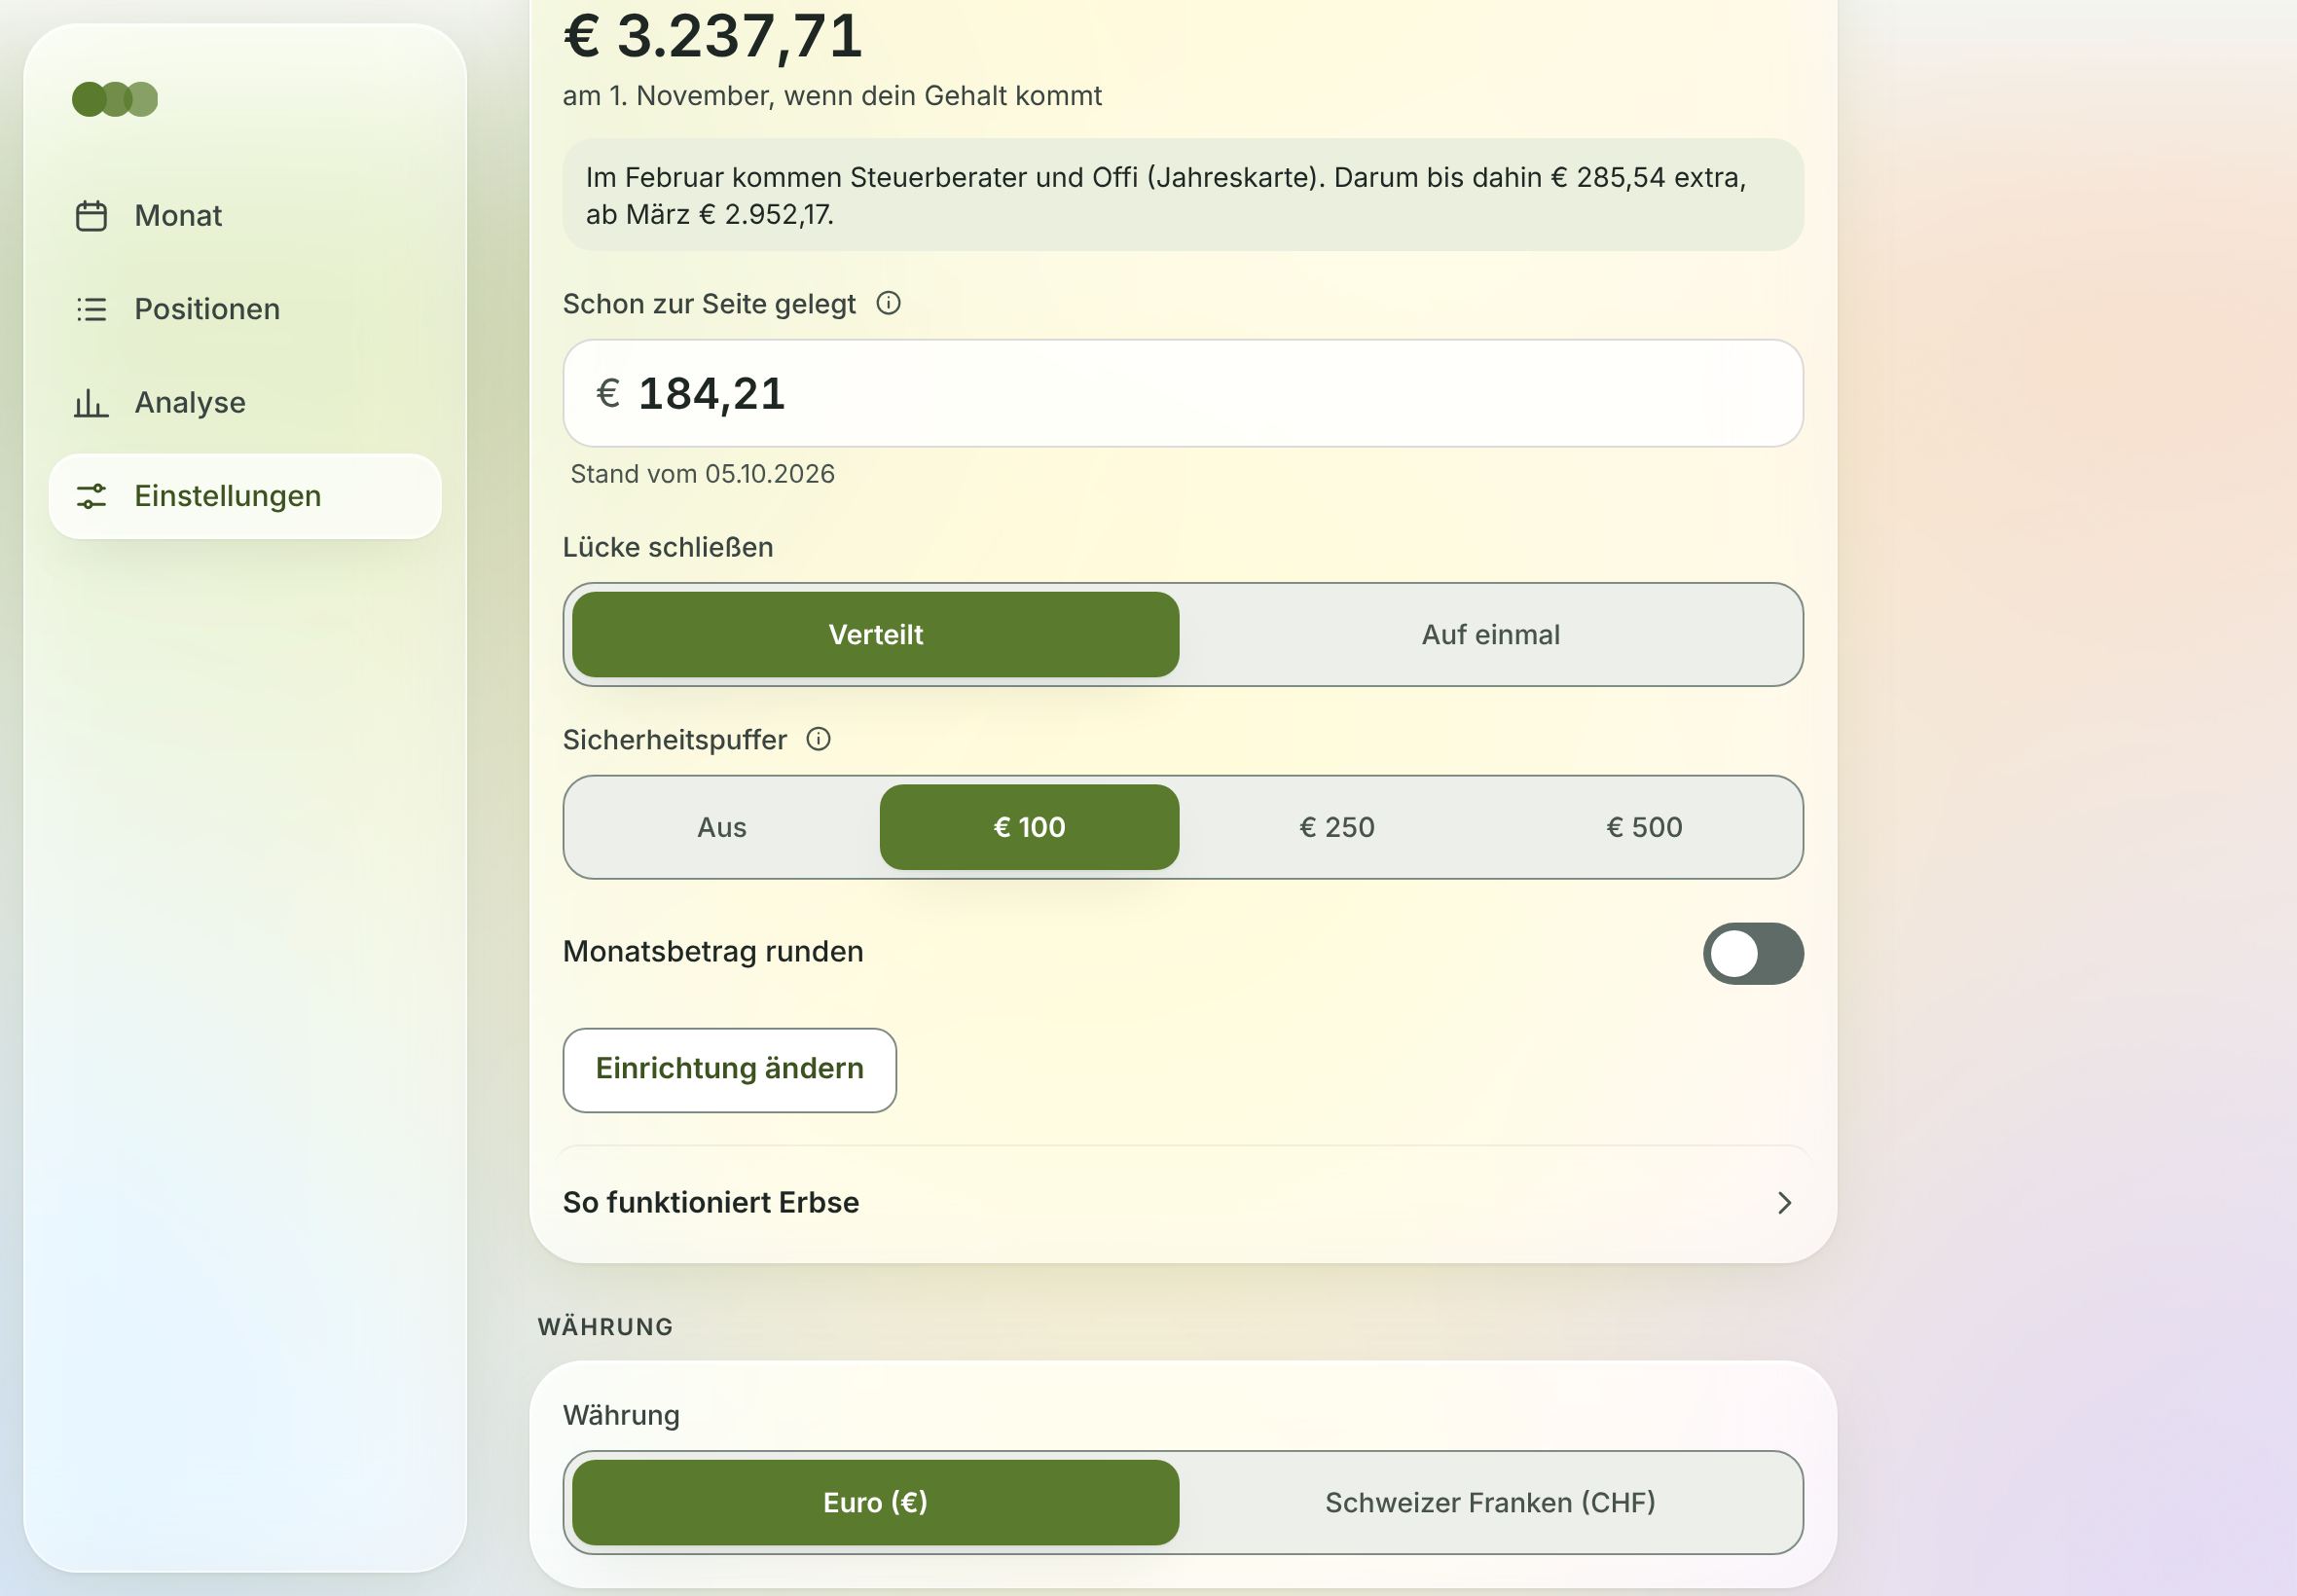 € 3.237,71
am 1. November, wenn dein Gehalt kommt
Im Februar kommen Steuerberater und Offi (Jahreskarte). Darum bis dahin € 285,54 extra,
ab März € 2.952,17.
Monat
Positionen
Analyse
Einstellungen
Schon zur Seite gelegt
€ 184,21
Stand vom 05.10.2026
Lücke schließen
Verteilt
Auf einmal
Sicherheitspuffer
Aus
€ 100
€ 250
€ 500
Monatsbetrag runden
Einrichtung ändern
So funktioniert Erbse
WÄHRUNG
Währung
Euro (€)
Schweizer Franken (CHF)